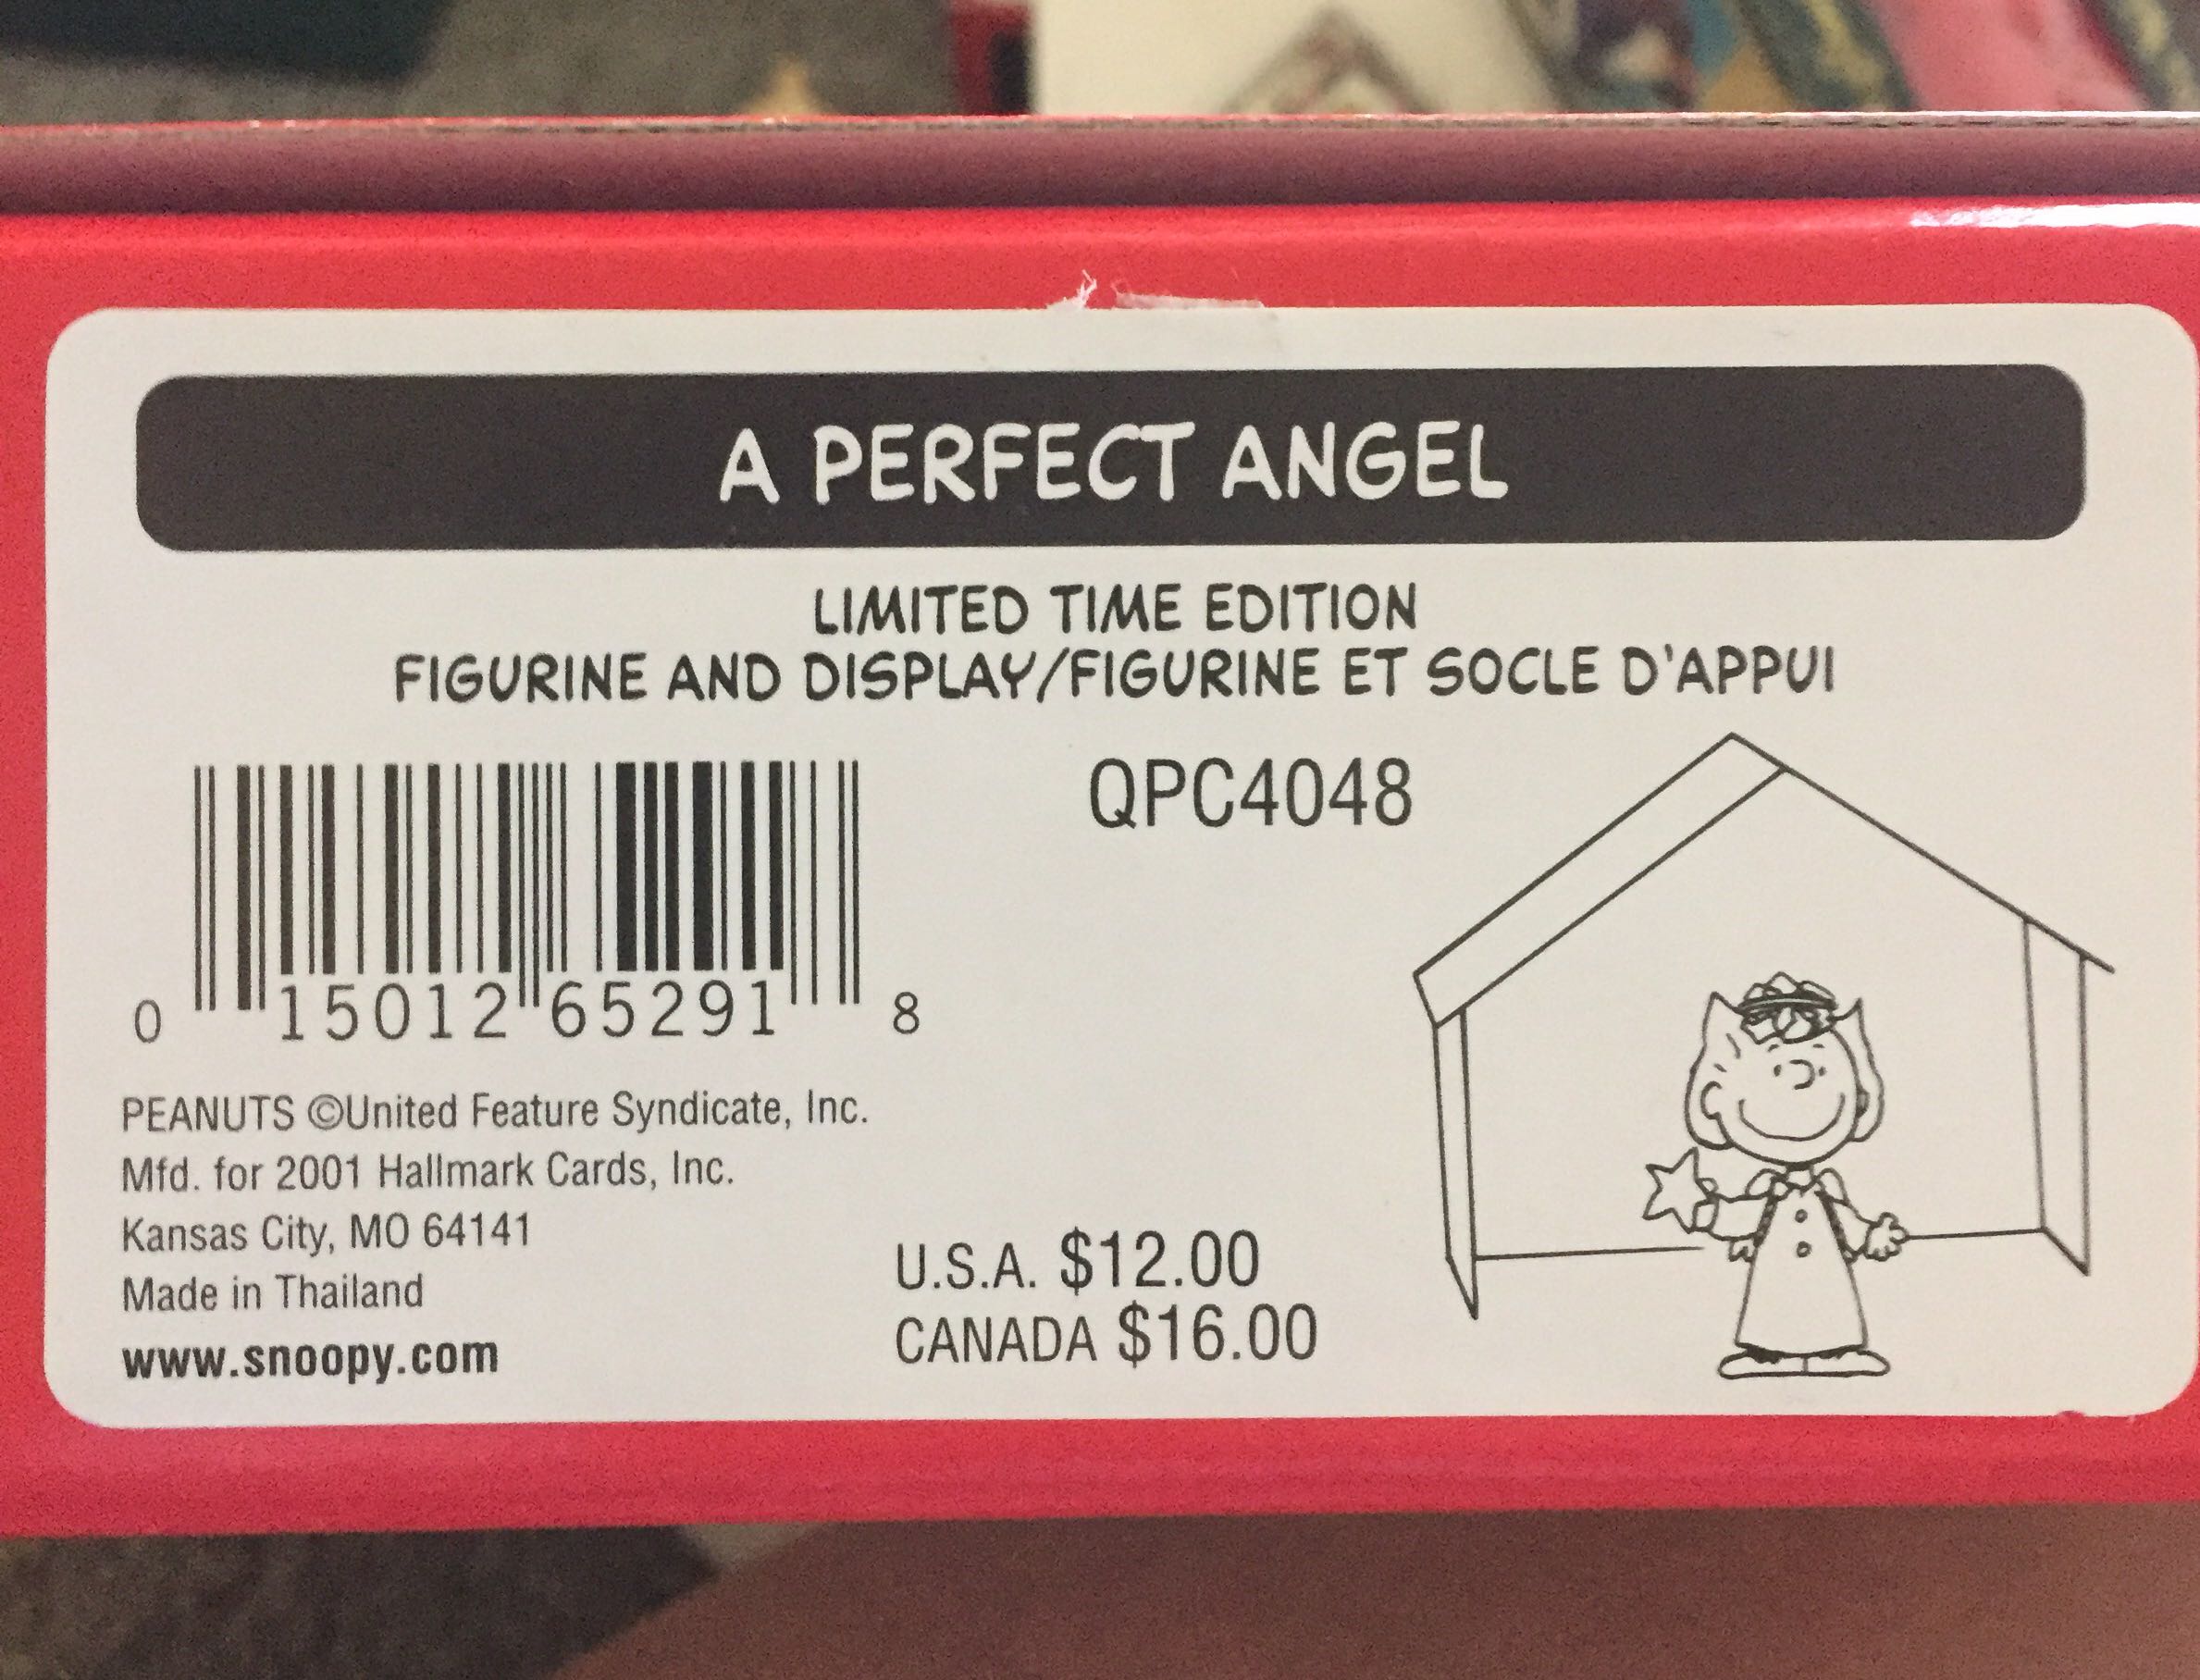 A PERFECT ANGEL
LIMITED TIME EDITION
FIGURINE AND DISPLAY/FIGURINE ET SOCLE D'APPUI
QPC4048
0 15012 65291 8
PEANUTS ©United Feature Syndicate, Inc.
Mfd. for 2001 Hallmark Cards, Inc.
Kansas City, MO 64141
Made in Thailand
www.snoopy.com
U.S.A. $12.00
CANADA $16.00